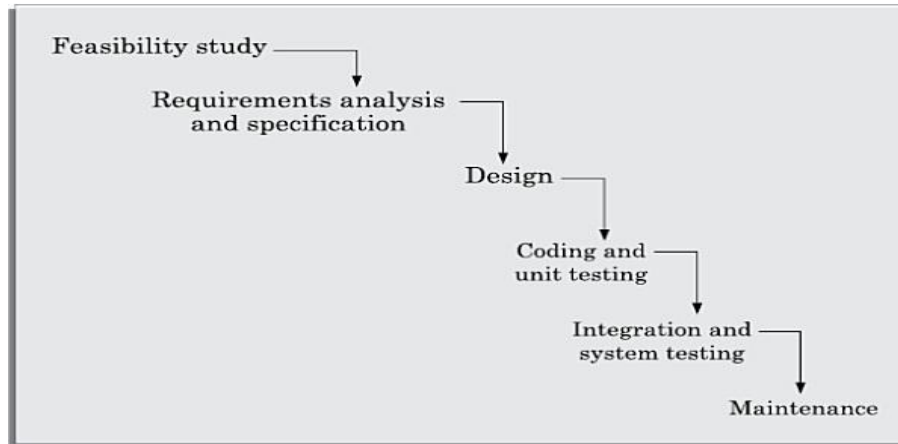 Feasibility study
Requirements analysis
and specification
Design
Coding and
unit testing
Integration and
system testing
Maintenance